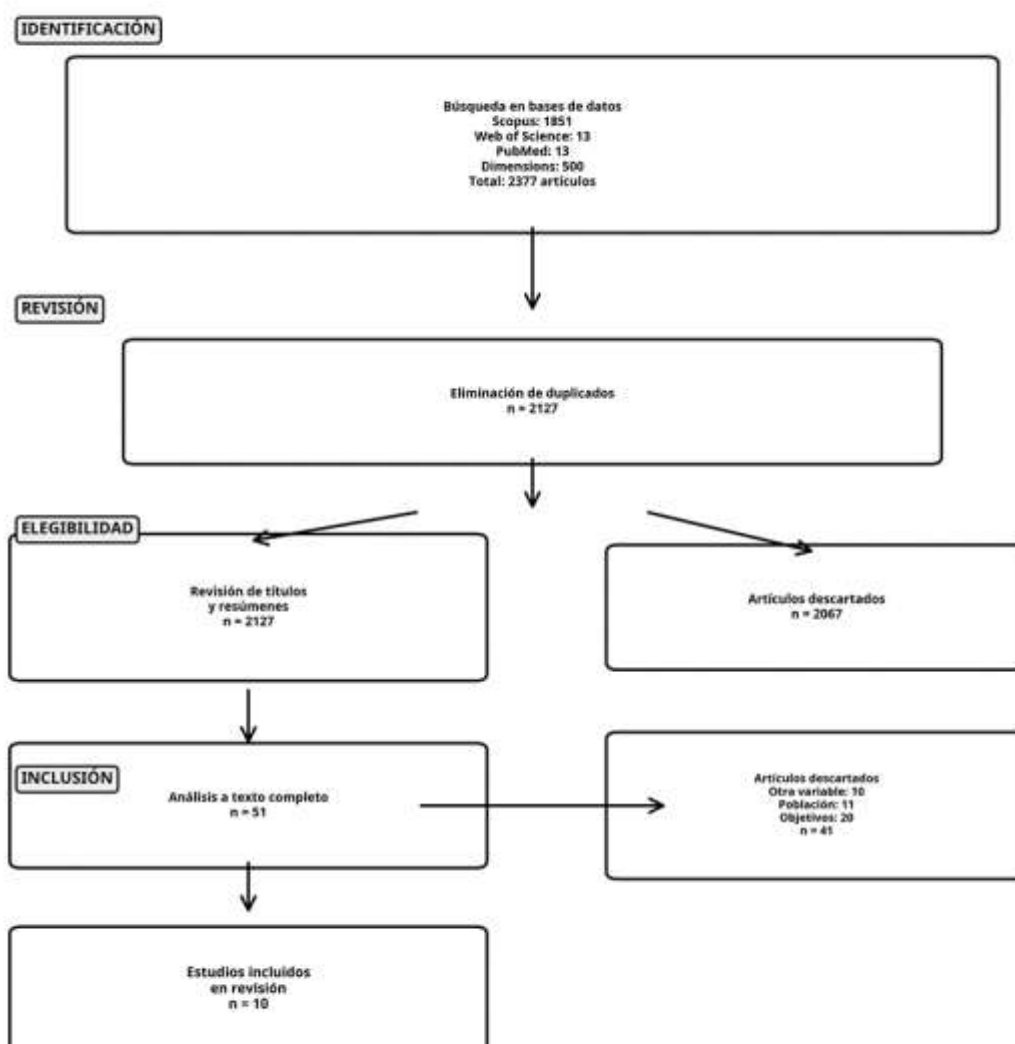 IDENTIFICACIÓN
Búsqueda en bases de datos
Scopus: 1851
Web of Science: 13
PubMed: 13
Dimensions: 500
Total: 2377 artículos
REVISIÓN
Eliminación de duplicados
n = 2127
ELEGIBILIDAD
Revisión de títulos
y resúmenes
n = 2127
Artículos descartados
n = 2067
INCLUSIÓN
Análisis a texto completo
n = 51
Artículos descartados
Otra variable: 10
Población: 11
Objetivos: 20
n = 41
Estudios incluidos
en revisión
n = 10